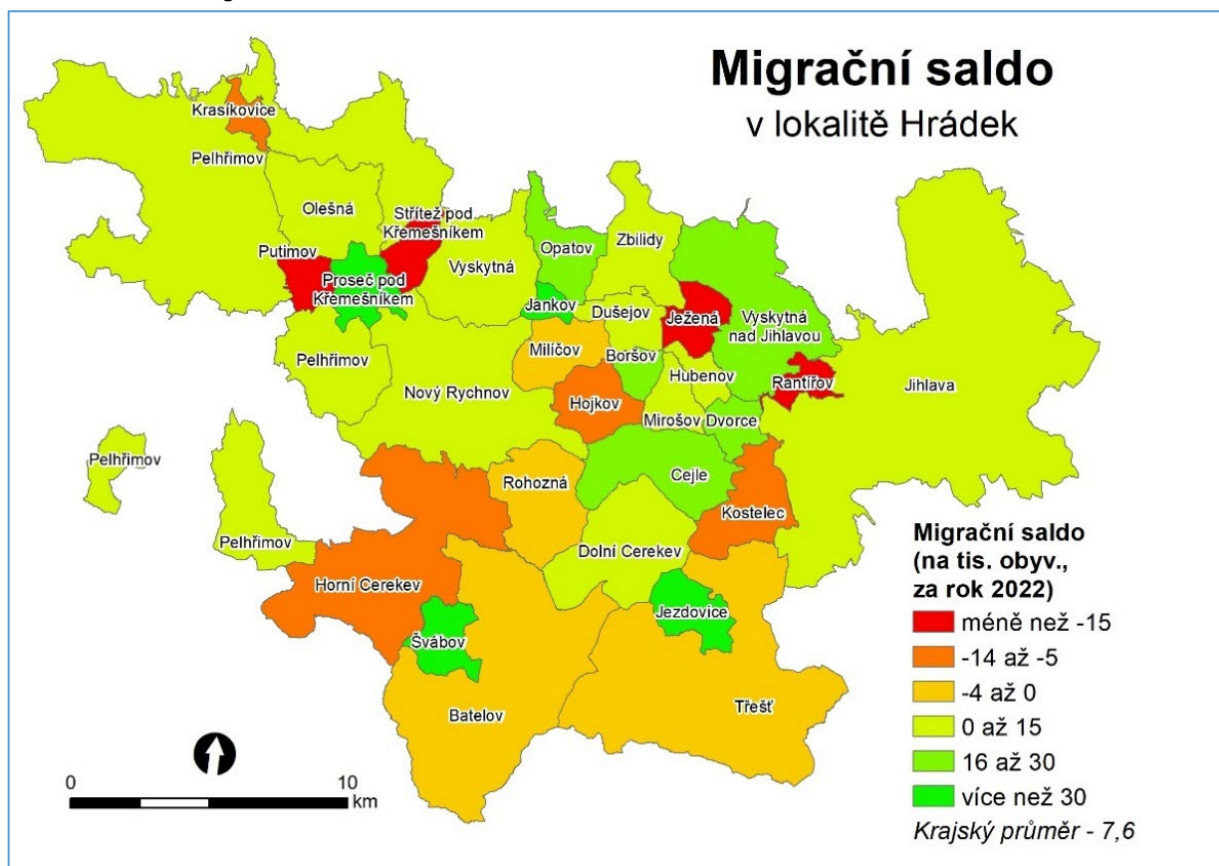 Migrační saldo
v lokalitě Hrádek
Krasíkovice
Pelhřimov
Olešná
Střítež pod
Křemešníkem
Putimov
Proseč pod
Křemešníkem
Vyskytná
Opatov
Zbilidy
Jankov
Dušejov
Ježená
Vyskytná
nad Jihlavou
Pelhřimov
Milíčov
Boršov
Hubenov
Rantířov
Jihlava
Nový Rychnov
Hojkov
Mirošov
Dvorce
Pelhřimov
Rohozná
Cejle
Kostelec
Pelhřimov
Dolní Cerekev
Horní Cerekev
Jezdovice
Švábov
Batelov
Třešť
Migrační saldo
(na tis. obyv.,
za rok 2022)
méně než -15
-14 až -5
-4 až 0
0 až 15
16 až 30
více než 30
Krajský průměr - 7,6
0
10
km